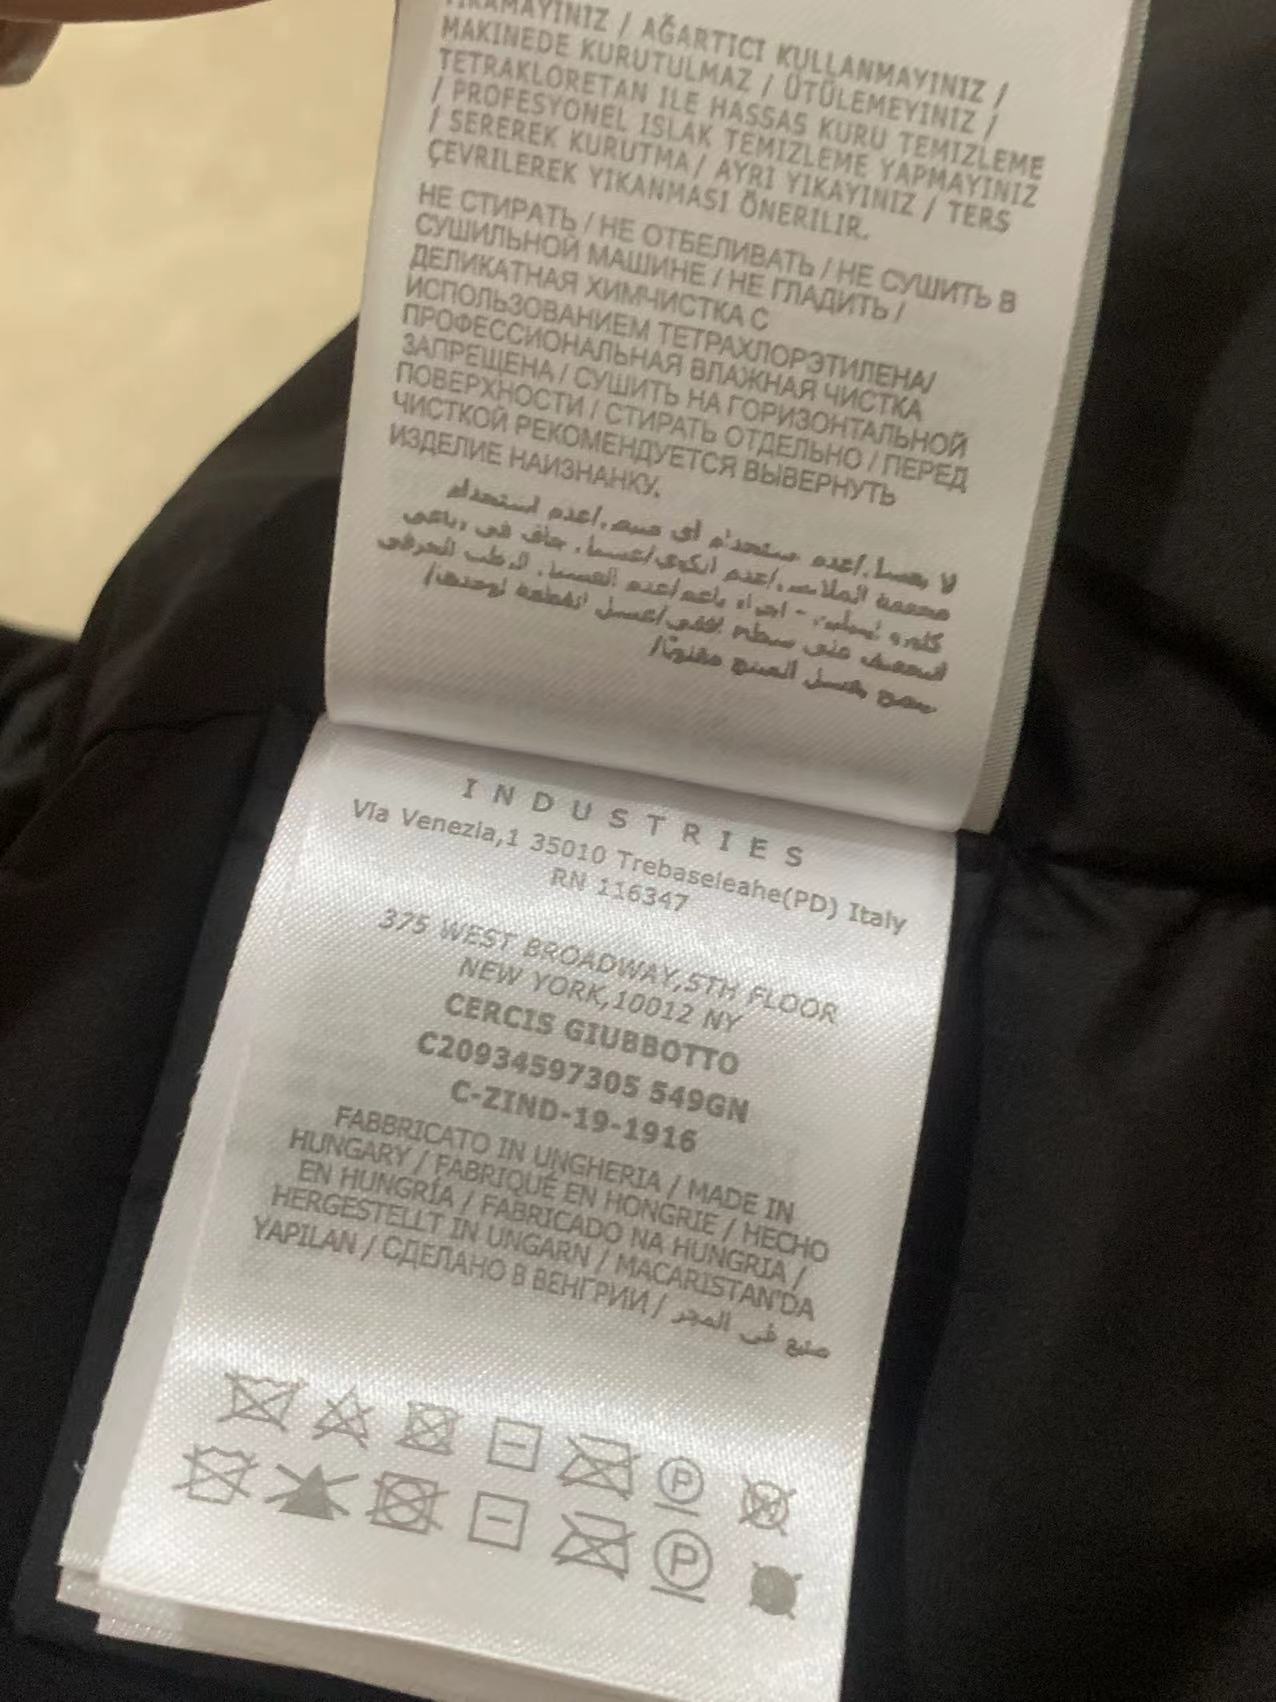 YIKAMAYINIZ / AĞARTICI KULLANMAYINIZ /
MAKINEDE KURUTULMAZ / ÜTÜLEMEYINIZ /
TETRAKLORETAN ILE HASSAS KURU TEMIZLEME
/ PROFESYONEL ISLAK TEMIZLEME YAPMAYINIZ
/ SEREREK KURUTMA / AYRI YIKAYINIZ / TERS
ÇEVRILEREK YIKANMASI ÖNERILIR.
НЕ СТИРАТЬ / НЕ ОТБЕЛИВАТЬ / НЕ СУШИТЬ В
СУШИЛЬНОЙ МАШИНЕ / НЕ ГЛАДИТЬ /
ДЕЛИКАТНАЯ ХИМЧИСТКА С
ИСПОЛЬЗОВАНИЕМ ТЕТРАХЛОРЭТИЛЕНА/
ПРОФЕССИОНАЛЬНАЯ ВЛАЖНАЯ ЧИСТКА
ЗАПРЕЩЕНА / СУШИТЬ НА ГОРИЗОНТАЛЬНОЙ
ПОВЕРХНОСТИ / СТИРАТЬ ОТДЕЛЬНО / ПЕРЕД
ЧИСТКОЙ РЕКОМЕНДУЕТСЯ ВЫВЕРНУТЬ
ИЗДЕЛИЕ НАИЗНАНКУ.
INDUSTRIES
Via Venezia,1 35010 Trebaseleahe(PD) Italy
RN 116347
375 WEST BROADWAY,5TH FLOOR
NEW YORK,10012 NY
CERCIS GIUBBOTTO
C20934597305 549GN
C-ZIND-19-1916
FABBRICATO IN UNGHERIA / MADE IN
HUNGARY / FABRIQUÉ EN HONGRIE / HECHO
EN HUNGRÍA / FABRICADO NA HUNGRIA /
HERGESTELLT IN UNGARN / MACARISTAN'DA
YAPILAN / СДЕЛАНО В ВЕНГРИИ / صنع في المجر
P
P